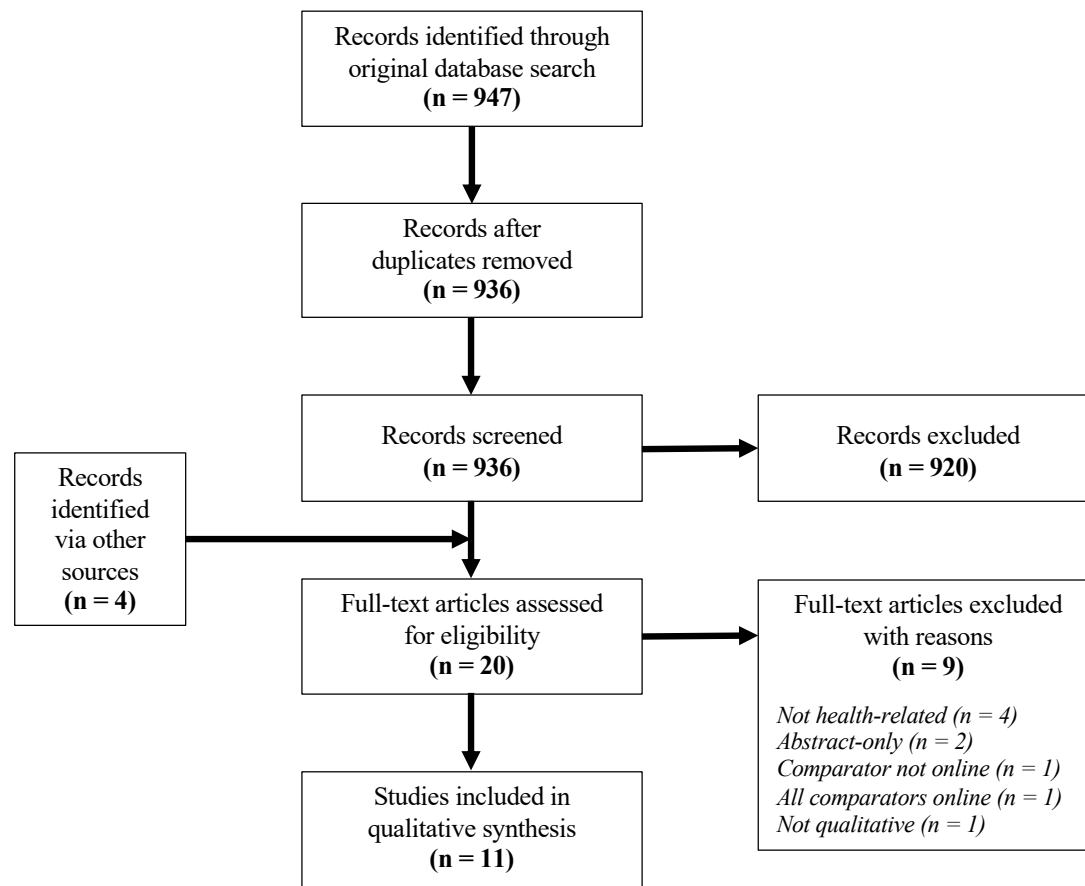 Records identified through
original database search
(n = 947)
Records after
duplicates removed
(n = 936)
Records screened
(n = 936)
Records excluded
(n = 920)
Records
identified
via other
sources
(n = 4)
Full-text articles assessed
for eligibility
(n = 20)
Full-text articles excluded
with reasons
(n = 9)
Not health-related (n = 4)
Abstract-only (n = 2)
Comparator not online (n = 1)
All comparators online (n = 1)
Not qualitative (n = 1)
Studies included in
qualitative synthesis
(n = 11)